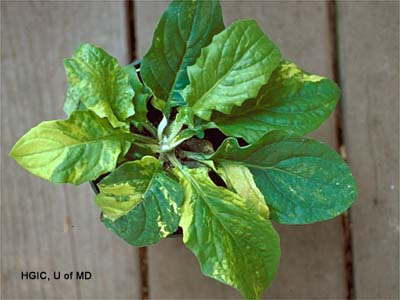 HGIC, U of MD